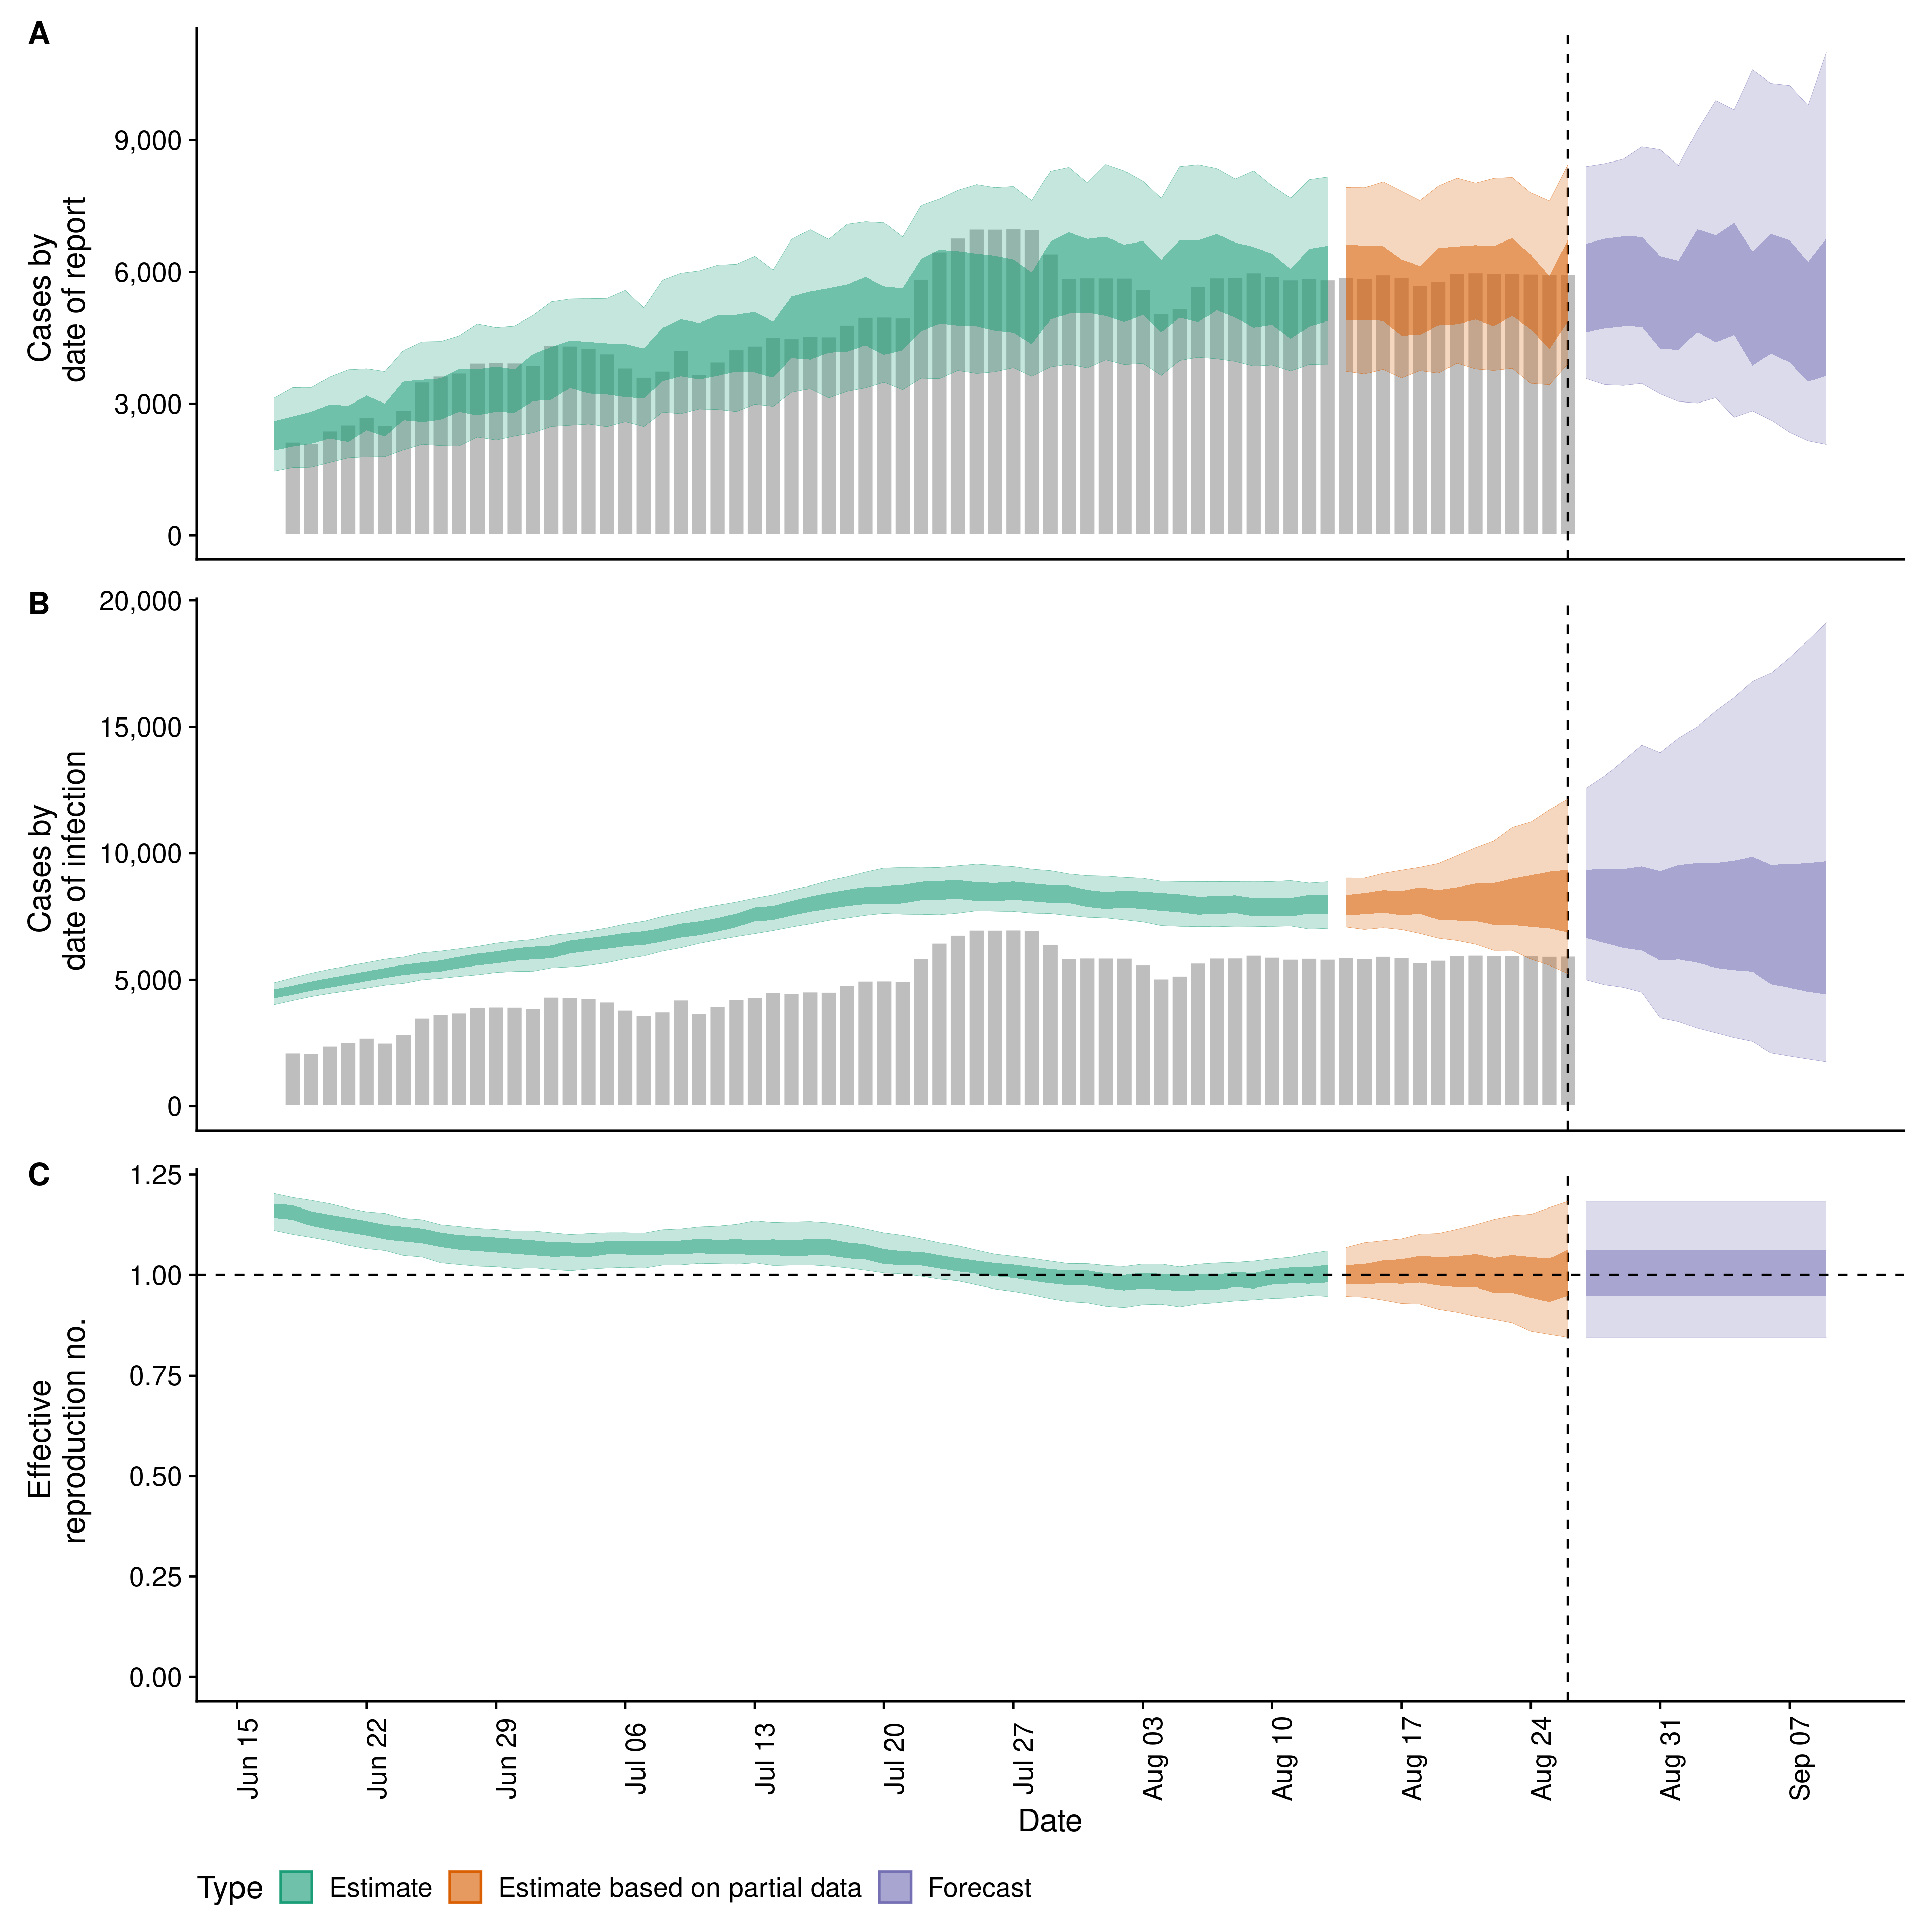 A
9,000
6,000
3,000
0
Cases by
date of report
B
20,000
15,000
10,000
5,000
0
Cases by
date of infection
C
1.25
1.00
0.75
0.50
0.25
0.00
Effective
reproduction no.
Jun 15
Jun 22
Jun 29
Jul 06
Jul 13
Jul 20
Jul 27
Aug 03
Aug 10
Aug 17
Aug 24
Aug 31
Sep 07
Date
Type Estimate Estimate based on partial data Forecast